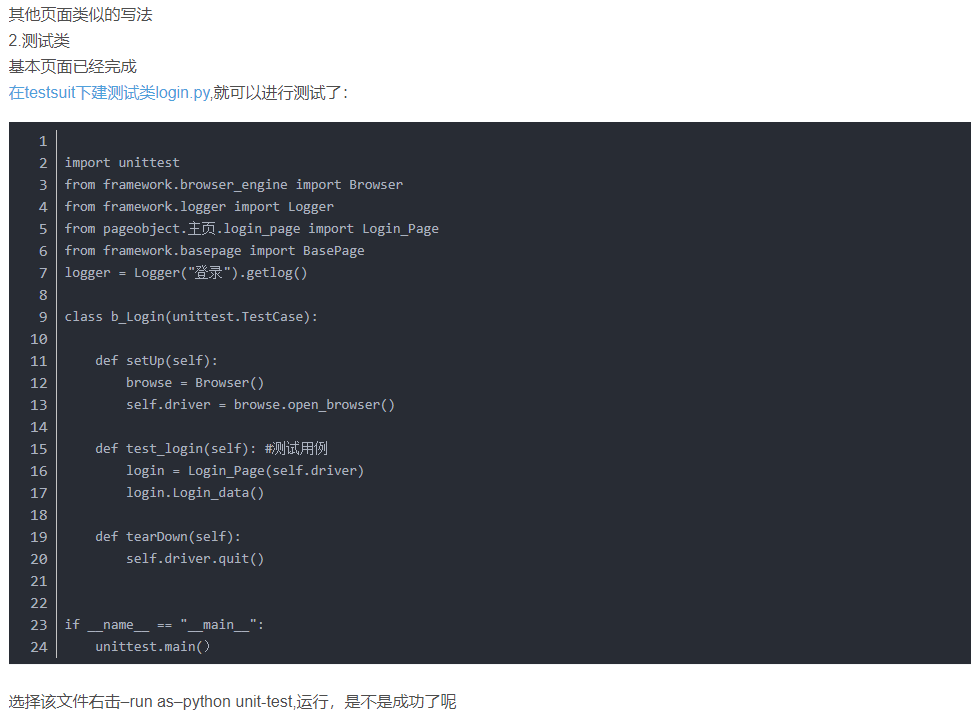 其他页面类似的写法
2.测试类
基本页面已经完成
在testsuit下建测试类login.py,就可以进行测试了：
1
2 import unittest
3 from framework.browser_engine import Browser
4 from framework.logger import Logger
5 from pageobject.主页.login_page import Login_Page
6 from framework.basepage import BasePage
7 logger = Logger("登录").getlog()
8
9 class b_Login(unittest.TestCase):
10
11     def setUp(self):
12         browse = Browser()
13         self.driver = browse.open_browser()
14
15     def test_login(self): #测试用例
16         login = Login_Page(self.driver)
17         login.Login_data()
18
19     def tearDown(self):
20         self.driver.quit()
21
22
23 if __name__ == "__main__":
24     unittest.main(）
选择该文件右击–run as–python unit-test,运行，是不是成功了呢